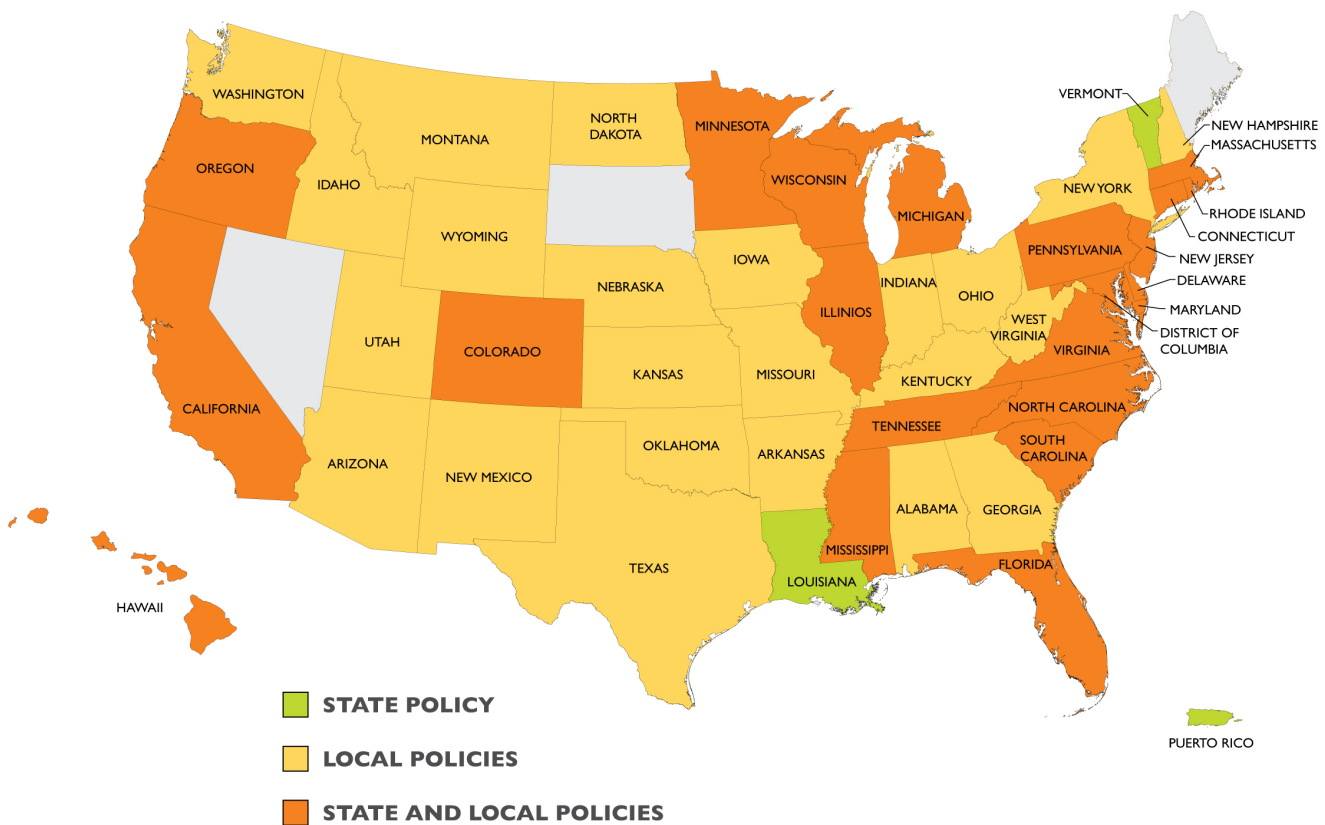 WASHINGTON
MONTANA
NORTH
DAKOTA
MINNESOTA
VERMONT
NEW HAMPSHIRE
MASSACHUSETTS
OREGON
IDAHO
WISCONSIN
NEW YORK
MICHIGAN
RHODE ISLAND
WYOMING
CONNECTICUT
PENNSYLVANIA
NEW JERSEY
IOWA
NEBRASKA
INDIANA
OHIO
DELAWARE
ILLINIOS
MARYLAND
WEST
VIRGINIA
DISTRICT OF
COLUMBIA
UTAH
COLORADO
VIRGINIA
KANSAS
MISSOURI
KENTUCKY
CALIFORNIA
NORTH CAROLINA
TENNESSEE
SOUTH
CAROLINA
OKLAHOMA
ARKANSAS
ARIZONA
NEW MEXICO
ALABAMA
GEORGIA
MISSISSIPPI
TEXAS
FLORIDA
LOUISIANA
HAWAII
STATE POLICY
PUERTO RICO
LOCAL POLICIES
STATE AND LOCAL POLICIES